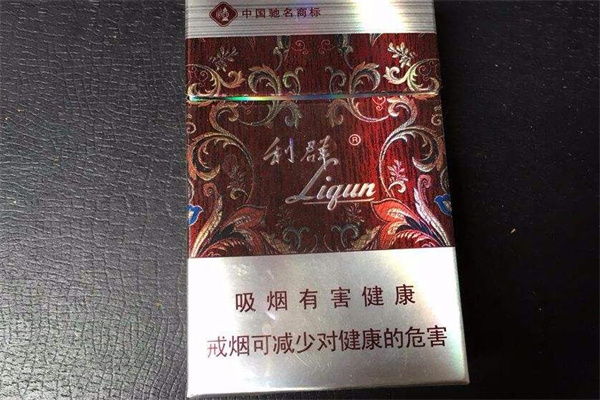 中国驰名商标
利群®
Liqun
吸烟有害健康
戒烟可减少对健康的危害